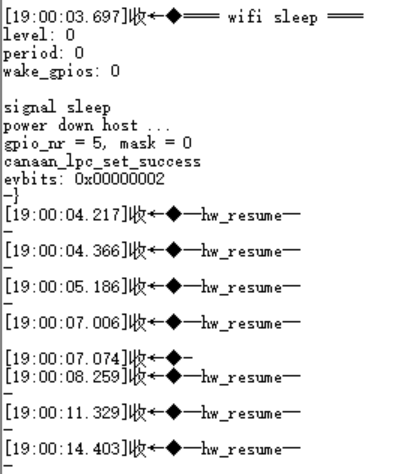 [19:00:03.697]收←◆═══ wifi sleep ═══
level: 0
period: 0
wake_gpios: 0
signal sleep
power down host ...
gpio_nr = 5, mask = 0
canaan_lpc_set_success
evbits: 0x00000002
—}
[19:00:04.217]收←◆—hw_resume—
—
[19:00:04.366]收←◆—hw_resume—
—
[19:00:05.186]收←◆—hw_resume—
—
[19:00:07.006]收←◆—hw_resume—
[19:00:07.074]收←◆—
[19:00:08.259]收←◆—hw_resume—
—
[19:00:11.329]收←◆—hw_resume—
—
[19:00:14.403]收←◆—hw_resume—
—